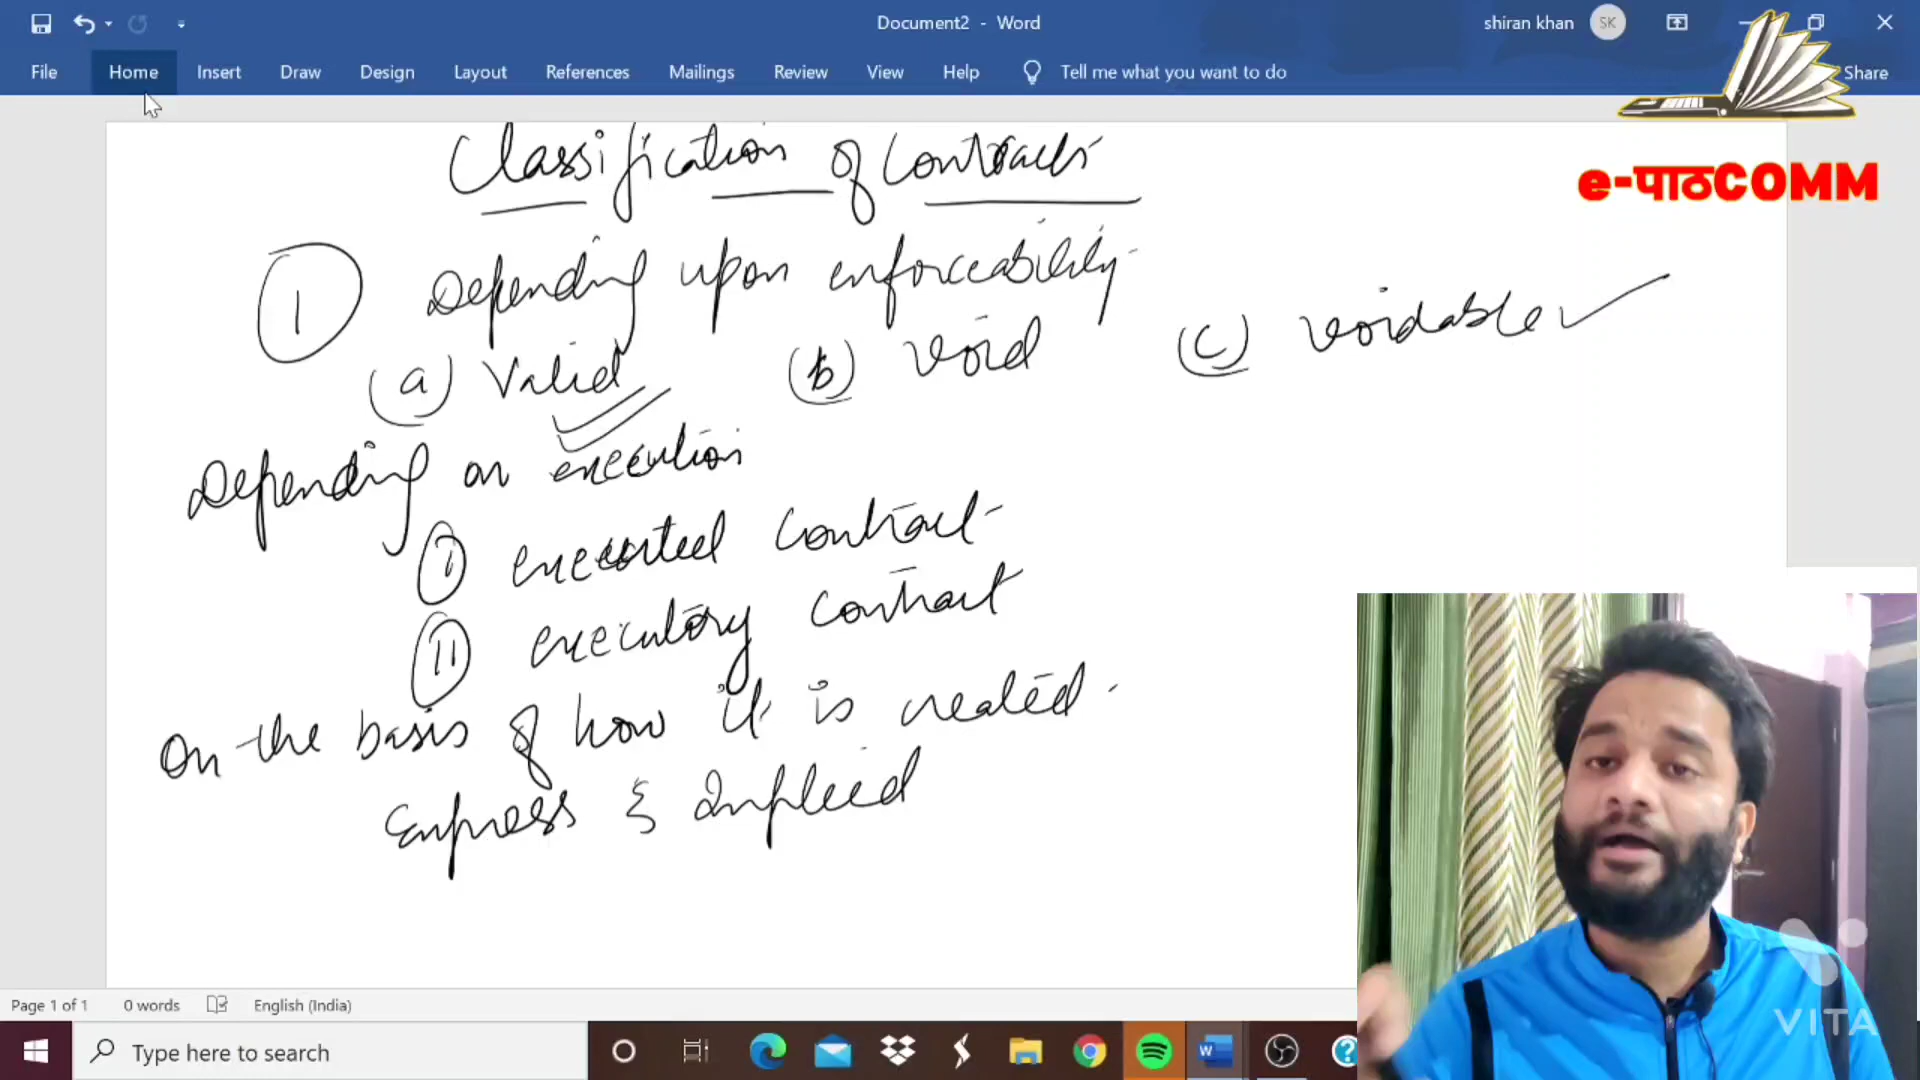 Document2 - Word
shiran khan
SK
File Home Insert Draw Design Layout References Mailings Review View Help Tell me what you want to do Share
e-पाठCOMM
Classification of Contracts
1 Depending upon enforceability
(a) Valid (b) Void (c) voidable
Depending on execution
I executed contract
II executory contract
On the basis of how it is created.
Express & Implied
Page 1 of 1 0 words English (India)
VITA
Type here to search
W
?